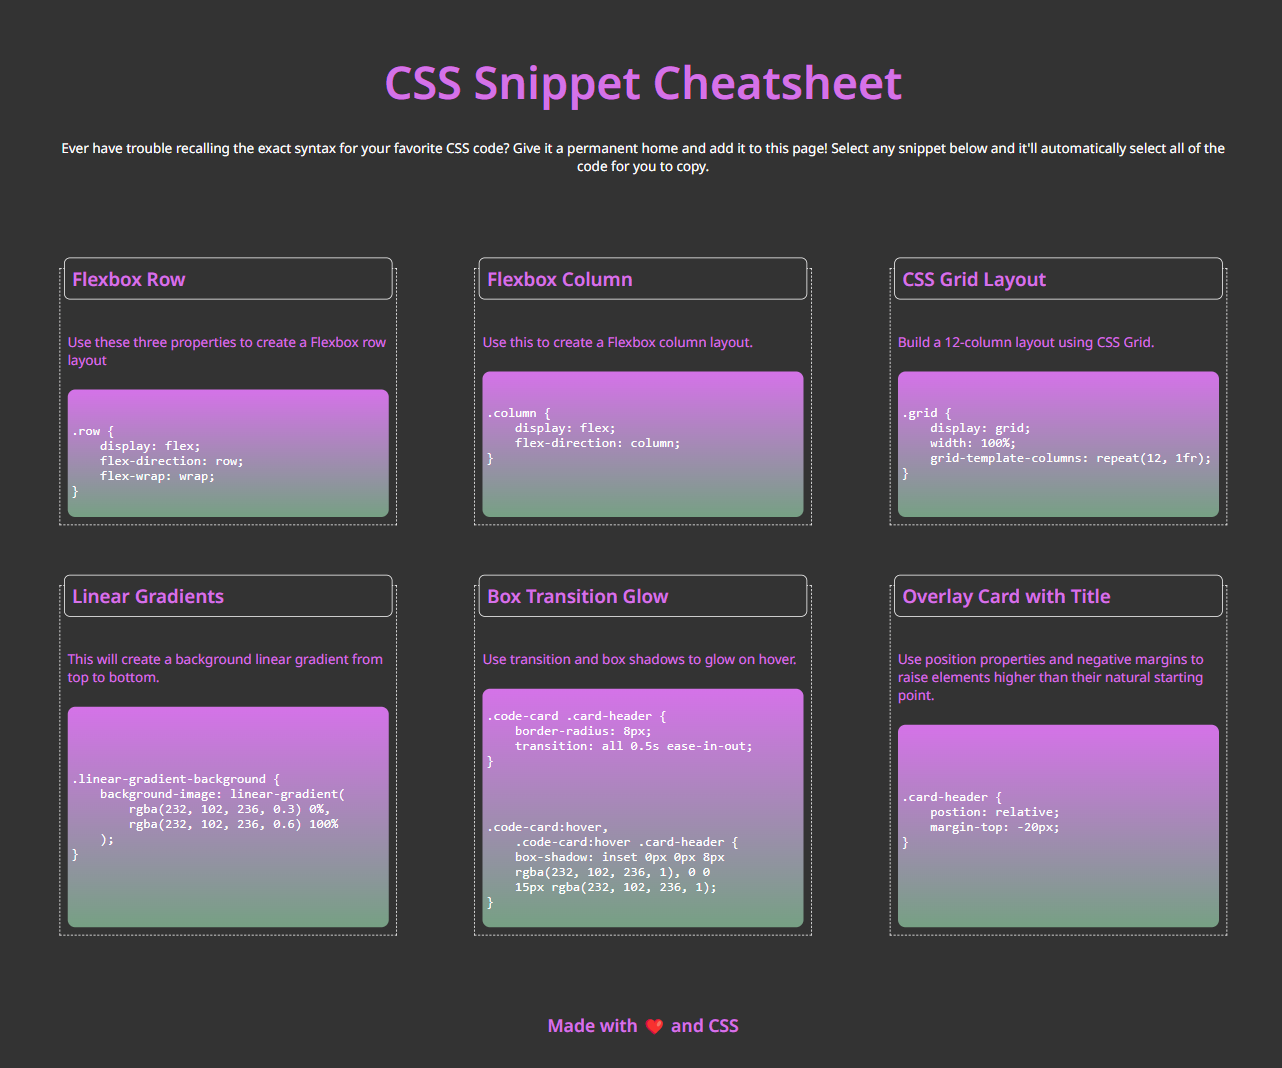 CSS Snippet Cheatsheet
Ever have trouble recalling the exact syntax for your favorite CSS code? Give it a permanent home and add it to this page! Select any snippet below and it'll automatically select all of the
code for you to copy.
Flexbox Row
Use these three properties to create a Flexbox row
layout
.row {
    display: flex;
    flex-direction: row;
    flex-wrap: wrap;
}
Flexbox Column
Use this to create a Flexbox column layout.
.column {
    display: flex;
    flex-direction: column;
}
CSS Grid Layout
Build a 12-column layout using CSS Grid.
.grid {
    display: grid;
    width: 100%;
    grid-template-columns: repeat(12, 1fr);
}
Linear Gradients
This will create a background linear gradient from
top to bottom.
.linear-gradient-background {
    background-image: linear-gradient(
        rgba(232, 102, 236, 0.3) 0%,
        rgba(232, 102, 236, 0.6) 100%
    );
}
Box Transition Glow
Use transition and box shadows to glow on hover.
.code-card .card-header {
    border-radius: 8px;
    transition: all 0.5s ease-in-out;
}
.code-card:hover,
    .code-card:hover .card-header {
    box-shadow: inset 0px 0px 8px
    rgba(232, 102, 236, 1), 0 0
    15px rgba(232, 102, 236, 1);
}
Overlay Card with Title
Use position properties and negative margins to
raise elements higher than their natural starting
point.
.card-header {
    postion: relative;
    margin-top: -20px;
}
Made with ❤️ and CSS